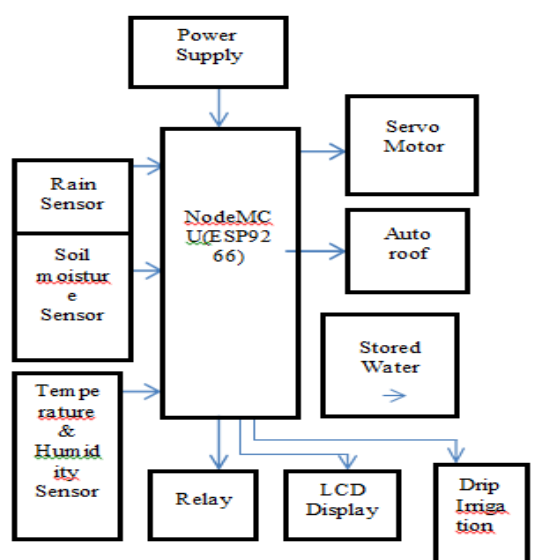 Power
Supply
Servo
Motor
Rain
Sensor
NodeMC
U(ESP92
66)
Auto
roof
Soil
moistur
e
Sensor
Stored
Water
Tempe
rature
&
Humid
ity
Sensor
Relay
LCD
Display
Drip
Irriga
tion